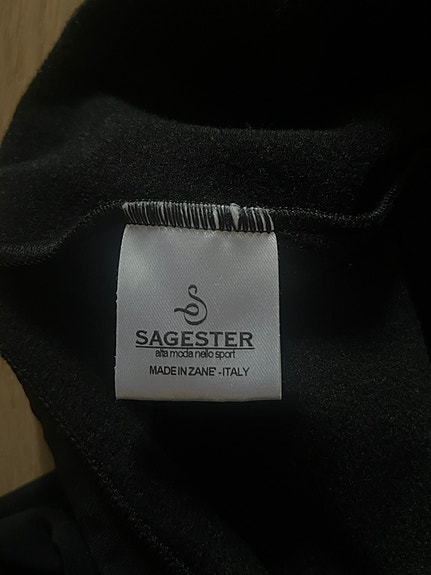 SAGESTER
alta moda nello sport
MADE IN ZANE' - ITALY